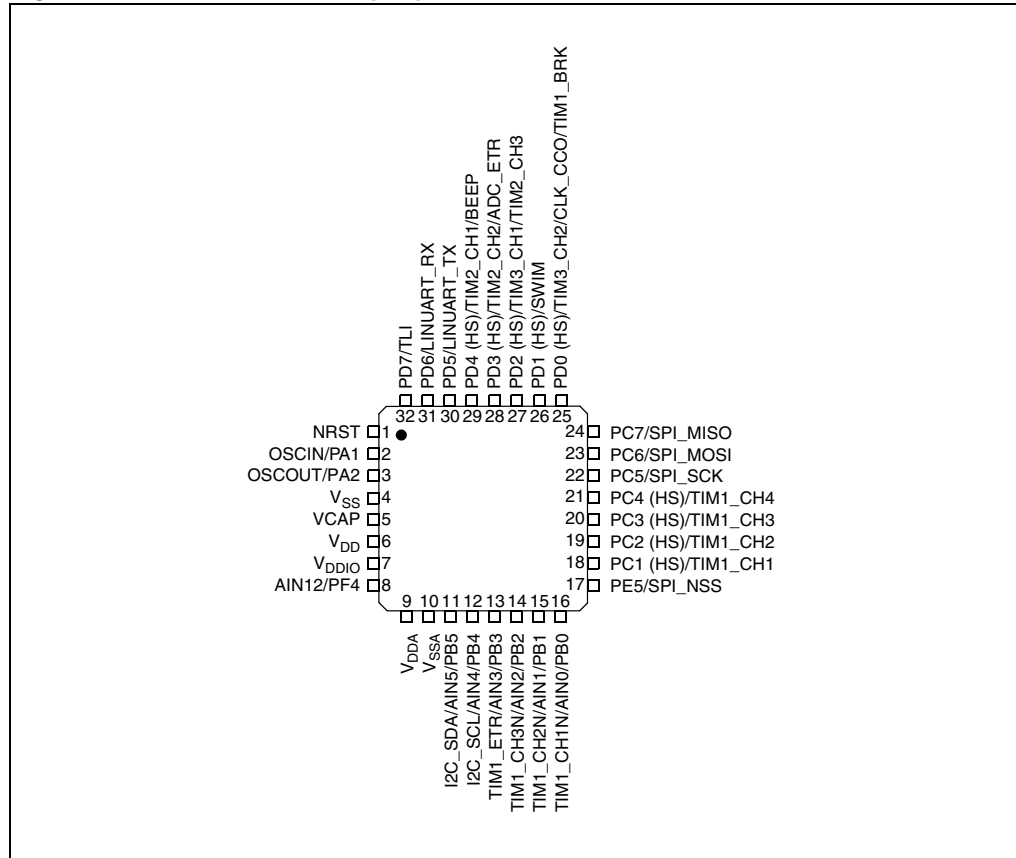 PD7/TLI
PD6/LINUART_RX
PD5/LINUART_TX
PD4 (HS)/TIM2_CH1/BEEP
PD3 (HS)/TIM2_CH2/ADC_ETR
PD2 (HS)/TIM3_CH1/TIM2_CH3
PD1 (HS)/SWIM
PD0 (HS)/TIM3_CH2/CLK_CCO/TIM1_BRK
32 31 30 29 28 27 26 25
NRST 1
OSCIN/PA1 2
OSCOUT/PA2 3
VSS 4
VCAP 5
VDD 6
VDDIO 7
AIN12/PF4 8
24 PC7/SPI_MISO
23 PC6/SPI_MOSI
22 PC5/SPI_SCK
21 PC4 (HS)/TIM1_CH4
20 PC3 (HS)/TIM1_CH3
19 PC2 (HS)/TIM1_CH2
18 PC1 (HS)/TIM1_CH1
17 PE5/SPI_NSS
9 10 11 12 13 14 15 16
VDDA
VSSA
I2C_SDA/AIN5/PB5
I2C_SCL/AIN4/PB4
TIM1_ETR/AIN3/PB3
TIM1_CH3N/AIN2/PB2
TIM1_CH2N/AIN1/PB1
TIM1_CH1N/AIN0/PB0